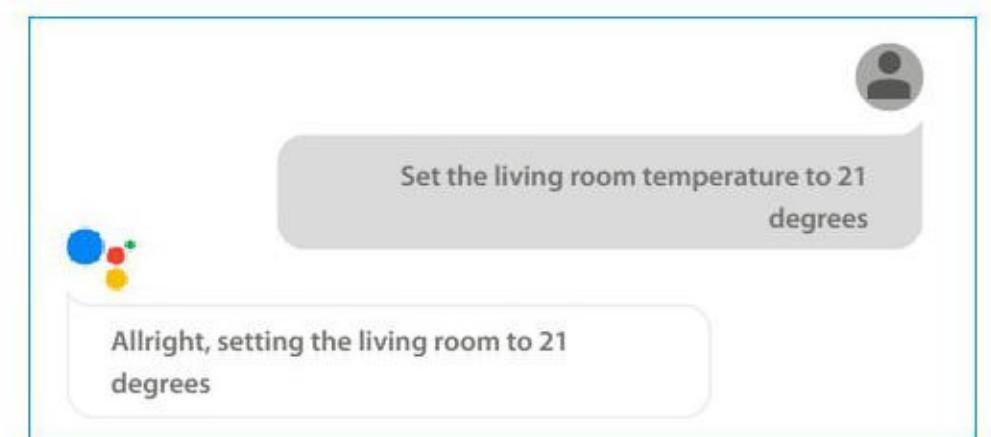 Set the living room temperature to 21
degrees
Allright, setting the living room to 21
degrees